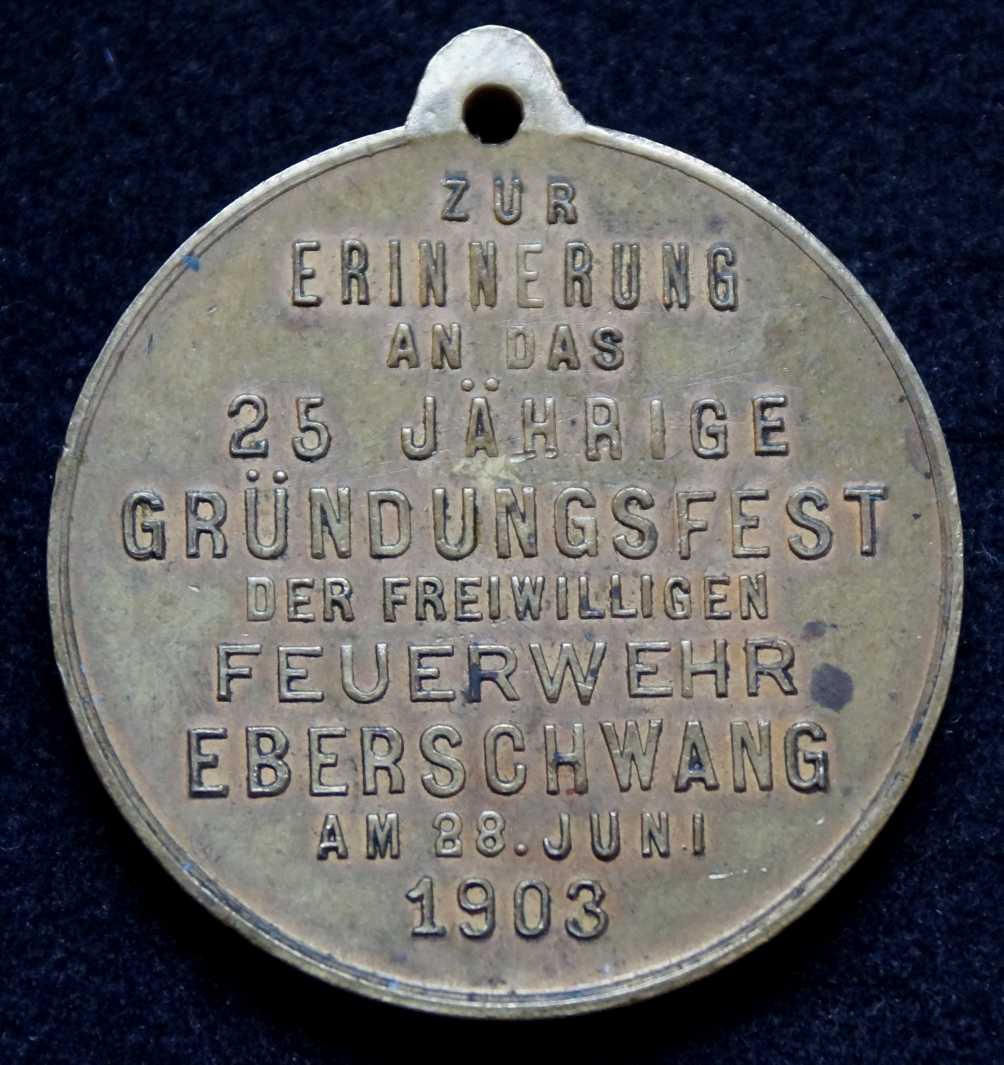 ZUR
ERINNERUNG
AN DAS
25 JÄHRIGE
GRÜNDUNGSFEST
DER FREIWILLIGEN
FEUERWEHR
EBERSCHWANG
AM 28. JUNI
1903